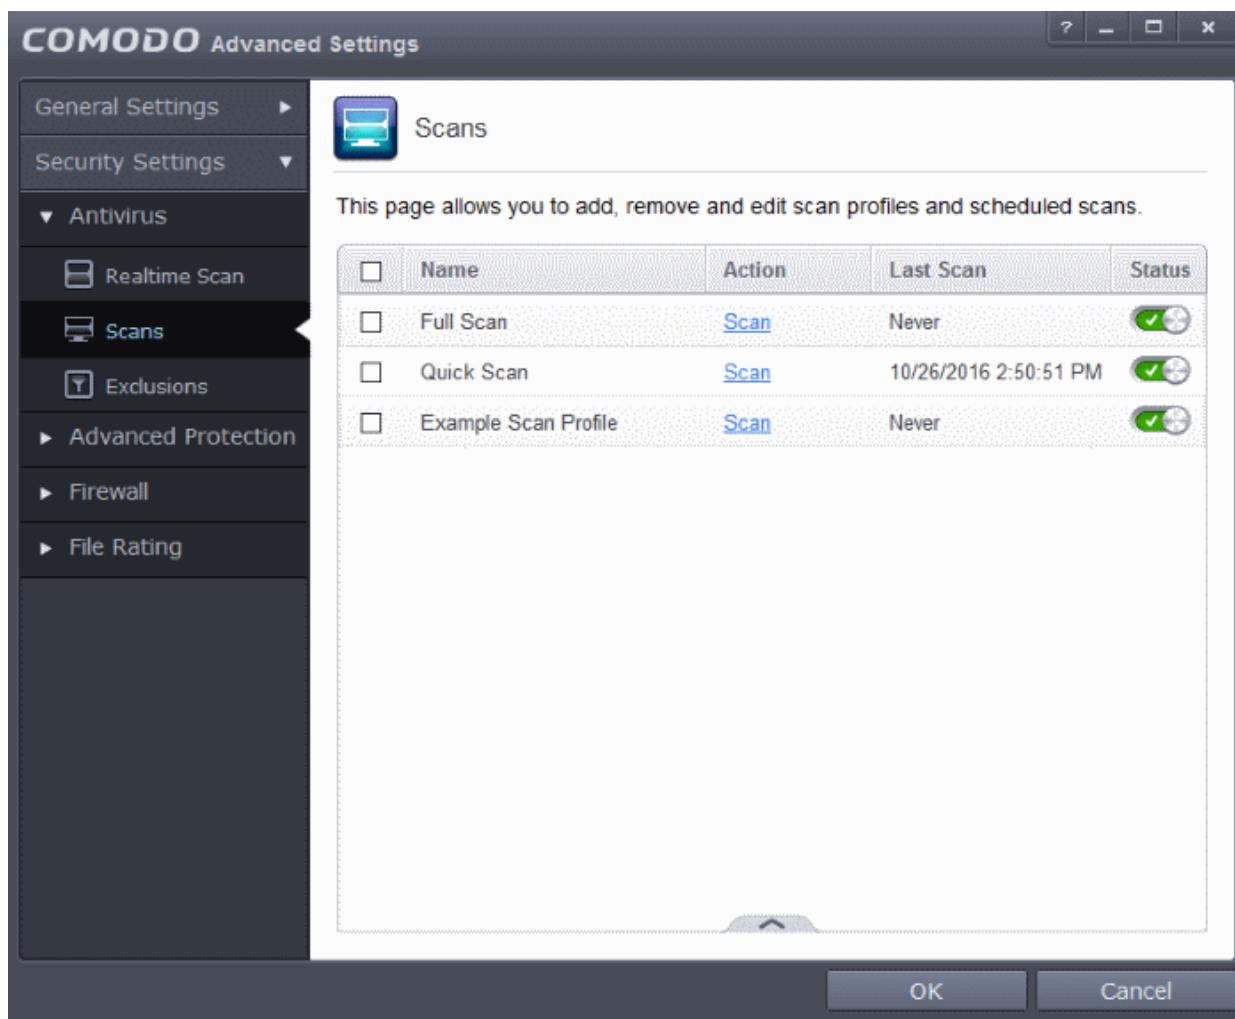 COMODO Advanced Settings
?
General Settings
Security Settings
Antivirus
Realtime Scan
Scans
Exclusions
Advanced Protection
Firewall
File Rating
Scans
This page allows you to add, remove and edit scan profiles and scheduled scans.
Name Action Last Scan Status
Full Scan Scan Never
Quick Scan Scan 10/26/2016 2:50:51 PM
Example Scan Profile Scan Never
OK Cancel